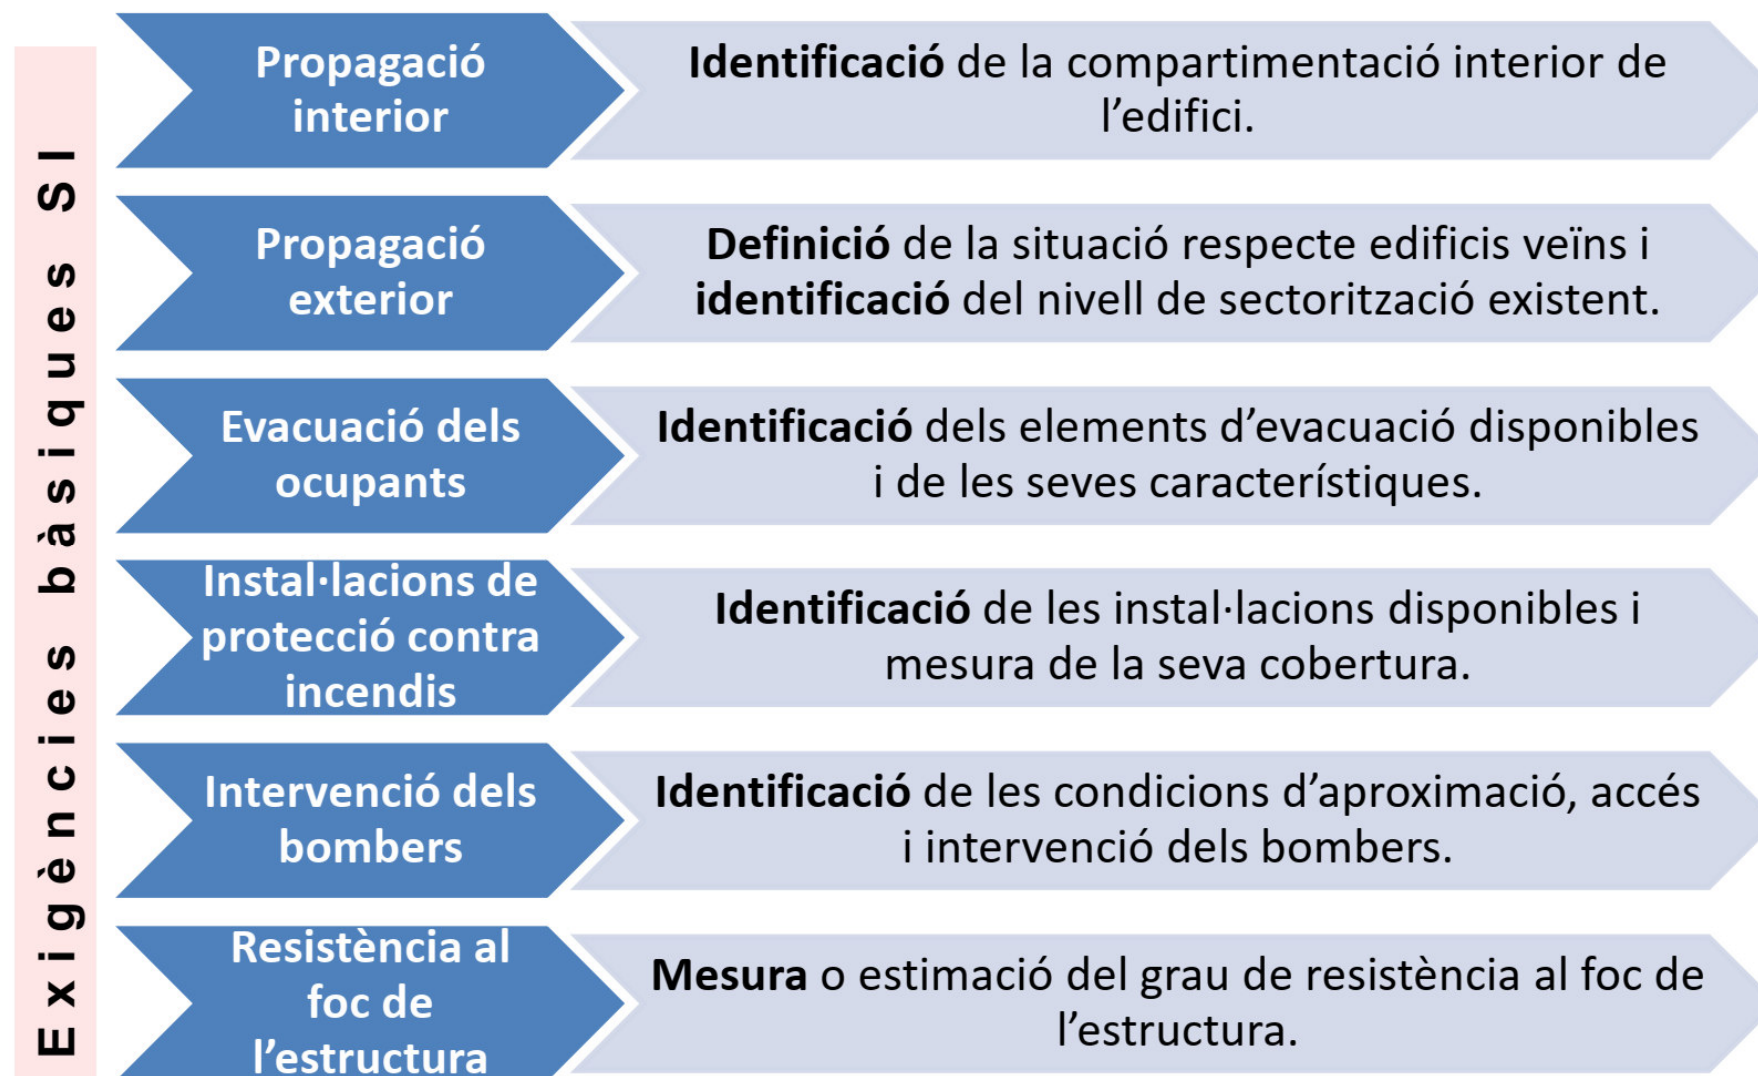 Exigències bàsiques SI
Propagació
interior
Identificació de la compartimentació interior de
l’edifici.
Propagació
exterior
Definició de la situació respecte edificis veïns i
identificació del nivell de sectorització existent.
Evacuació dels
ocupants
Identificació dels elements d’evacuació disponibles
i de les seves característiques.
Instal·lacions de
protecció contra
incendis
Identificació de les instal·lacions disponibles i
mesura de la seva cobertura.
Intervenció dels
bombers
Identificació de les condicions d’aproximació, accés
i intervenció dels bombers.
Resistència al
foc de
l’estructura
Mesura o estimació del grau de resistència al foc de
l’estructura.